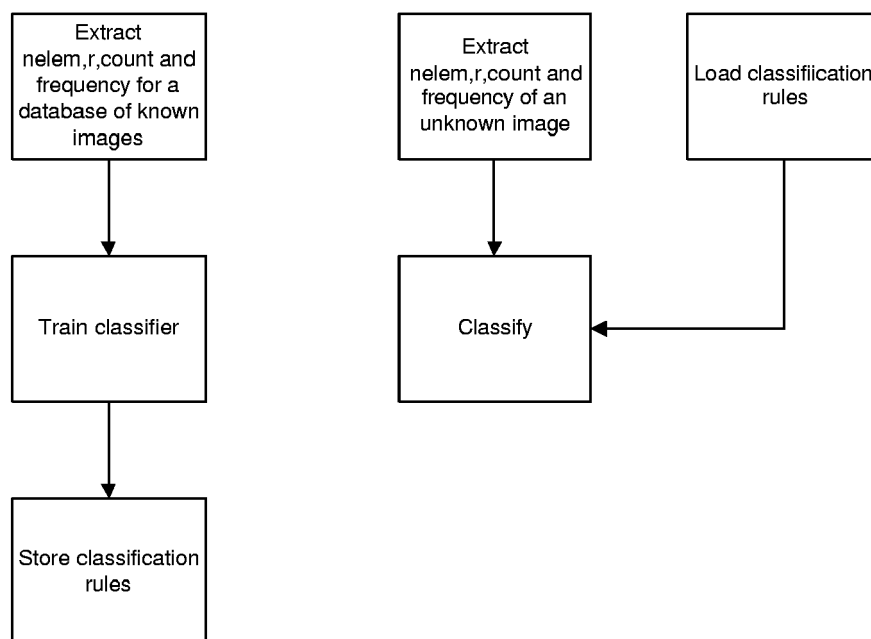 Extract
nelem,r,count and
frequency for a
database of known
images
Extract
nelem,r,count and
frequency of an
unknown image
Load classifiication
rules
Train classifier
Classify
Store classification
rules